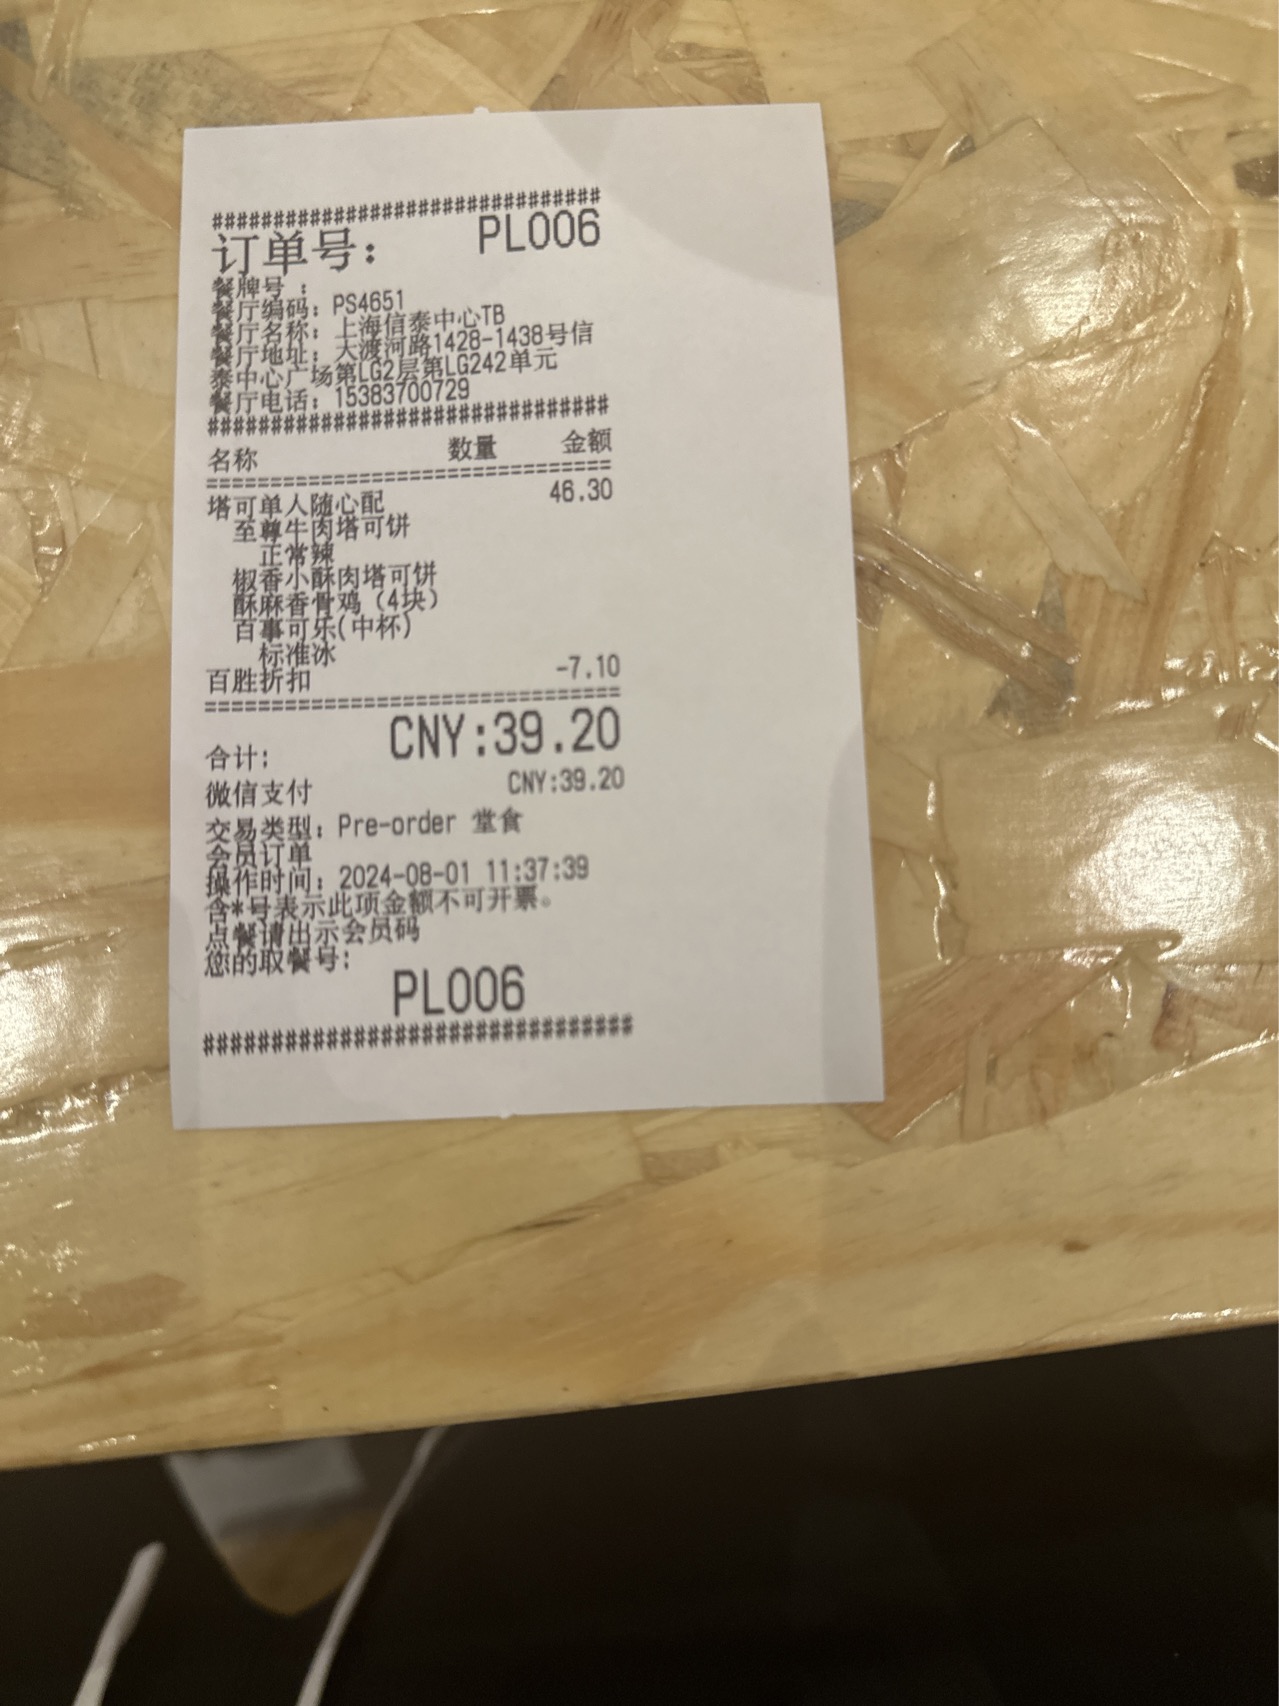 ################################
订单号： PL006
餐牌号 :
餐厅编码： PS4651
餐厅名称： 上海信泰中心TB
餐厅地址： 大渡河路1428-1438号信
泰中心广场第LG2层第LG242单元
餐厅电话： 15383700729
################################
名称 数量 金额
================================
塔可单人随心配 46.30
至尊牛肉塔可饼
正常辣
椒香小酥肉塔可饼
酥麻香骨鸡（4块）
百事可乐(中杯)
标准冰
百胜折扣 -7.10
================================
合计: CNY:39.20
微信支付 CNY:39.20
交易类型：Pre-order 堂食
会员订单
操作时间：2024-08-01 11:37:39
含*号表示此项金额不可开票。
点餐请出示会员码
您的取餐号:
PL006
################################